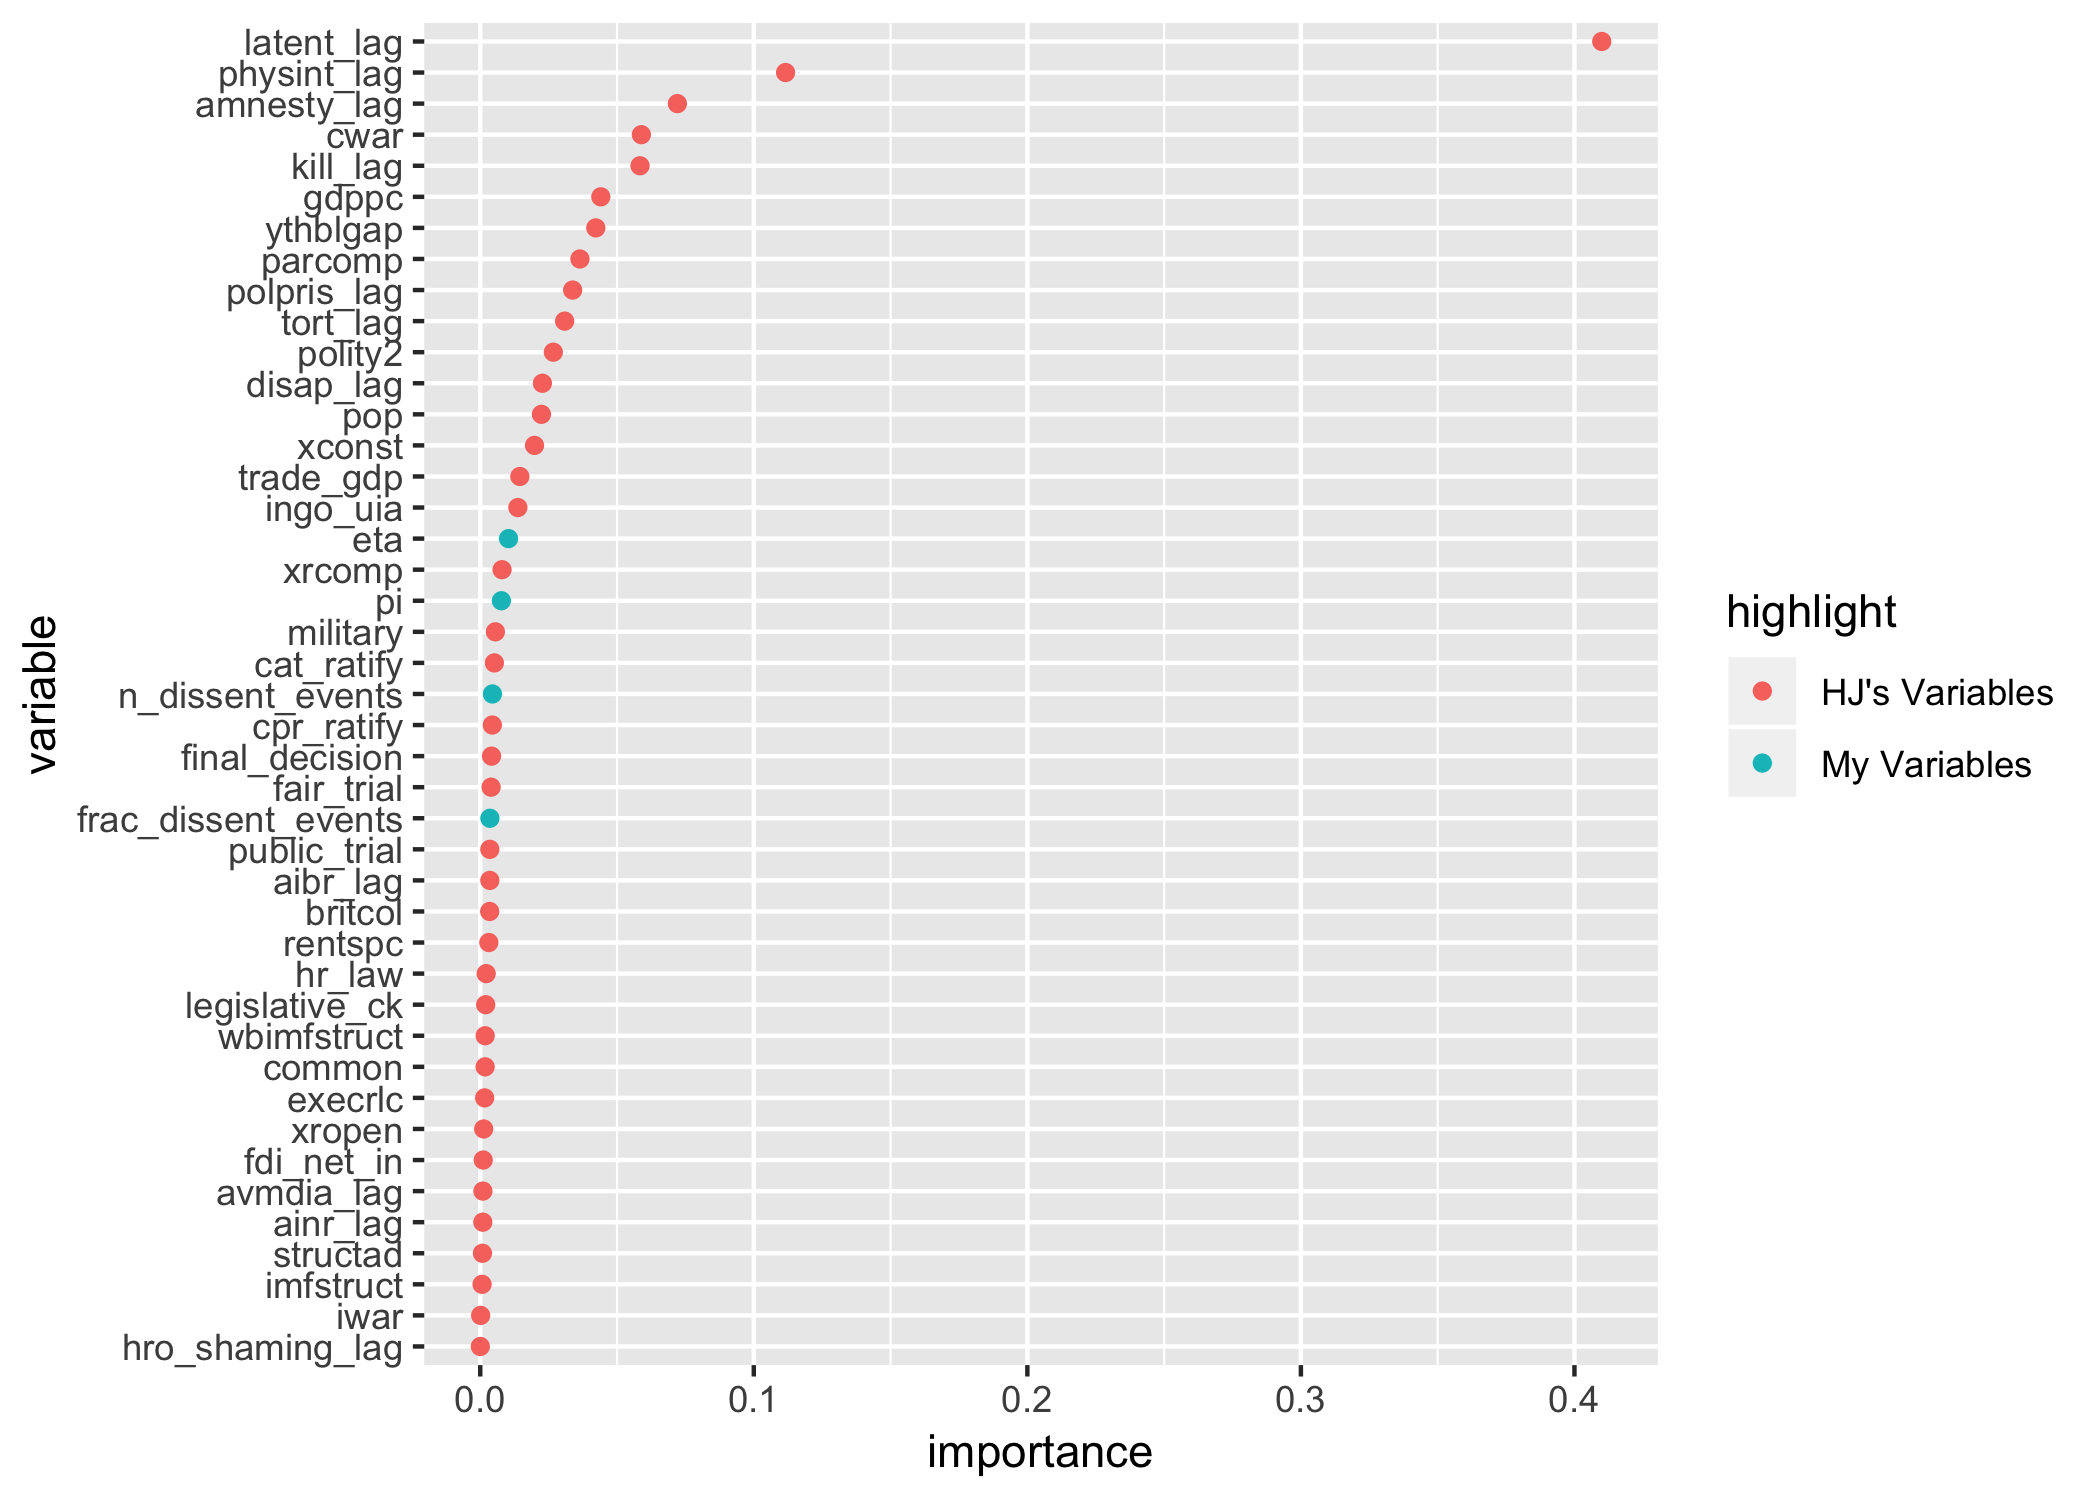 latent_lag
physint_lag
amnesty_lag
cwar
kill_lag
gdppc
ythblgap
parcomp
polpris_lag
tort_lag
polity2
disap_lag
pop
xconst
trade_gdp
ingo_uia
eta
xrcomp
pi
military
cat_ratify
n_dissent_events
cpr_ratify
final_decision
fair_trial
frac_dissent_events
public_trial
aibr_lag
britcol
rentspc
hr_law
legislative_ck
wbimfstruct
common
execrlc
xropen
fdi_net_in
avmdia_lag
ainr_lag
structad
imfstruct
iwar
hro_shaming_lag
variable
0.0 0.1 0.2 0.3 0.4
importance
highlight
HJ's Variables
My Variables